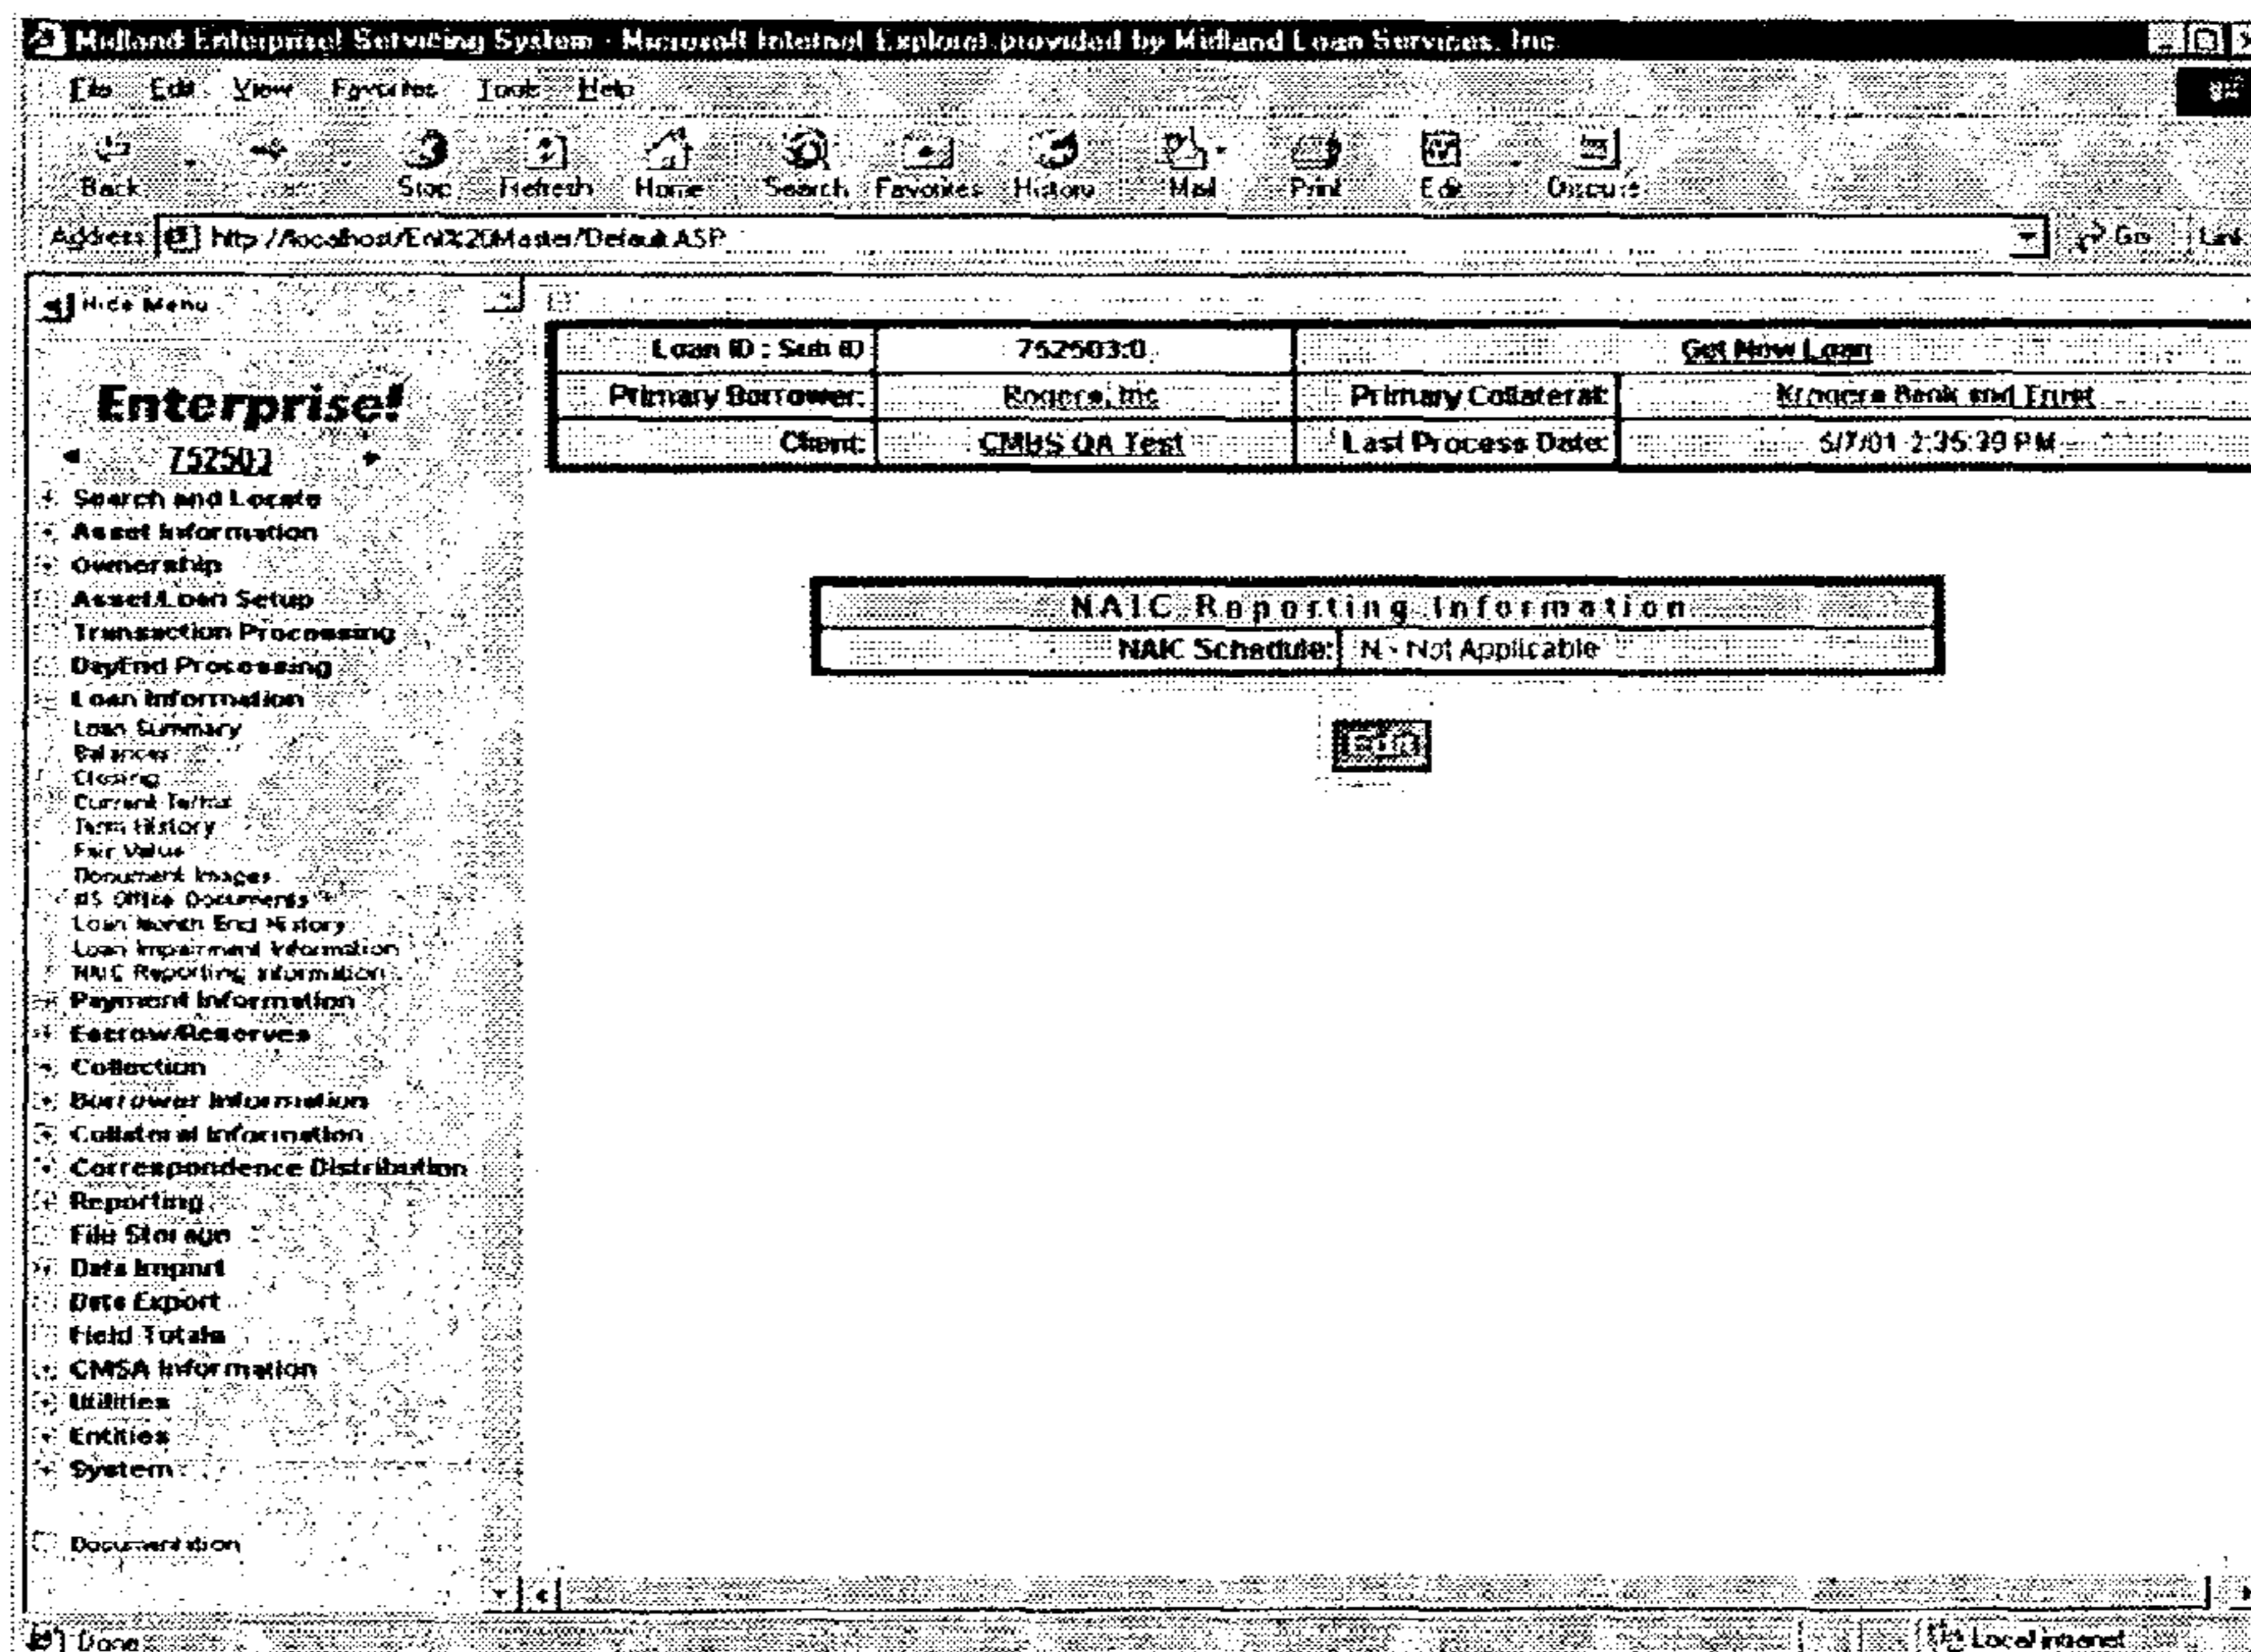 Midland Enterprise! Servicing System - Microsoft Internet Explorer provided by Midland Loan Services, Inc.
File Edit View Favorites Tools Help
Back Stop Refresh Home Search Favorites History Mail Print Edit Discuss
Address http://localhost/Ent%20Master/Default.ASP Go Links
Hide Menu
Loan ID : Sub ID 752503:0 Get New Loan
Primary Borrower: Rogers, Inc Primary Collateral: Krogers Bank and Trust
Client: CMBS QA Test Last Process Date: 5/7/01 2:35:39 PM
Enterprise!
752503
Search and Locate
Asset Information
Ownership
Asset/Loan Setup
Transaction Processing
DayEnd Processing
Loan Information
Loan Summary
Balances
Closing
Current Terms
Term History
Fair Value
Document Images
MS Office Documents
Loan Month End History
Loan Impairment Information
NAIC Reporting Information
Payment Information
Escrow/Reserves
Collection
Borrower Information
Collateral Information
Correspondence Distribution
Reporting
File Storage
Data Import
Data Export
Field Totals
CMSA Information
Utilities
Entities
System
Documentation
NAIC Reporting Information
NAIC Schedule: N - Not Applicable
Edit
Done Local intranet